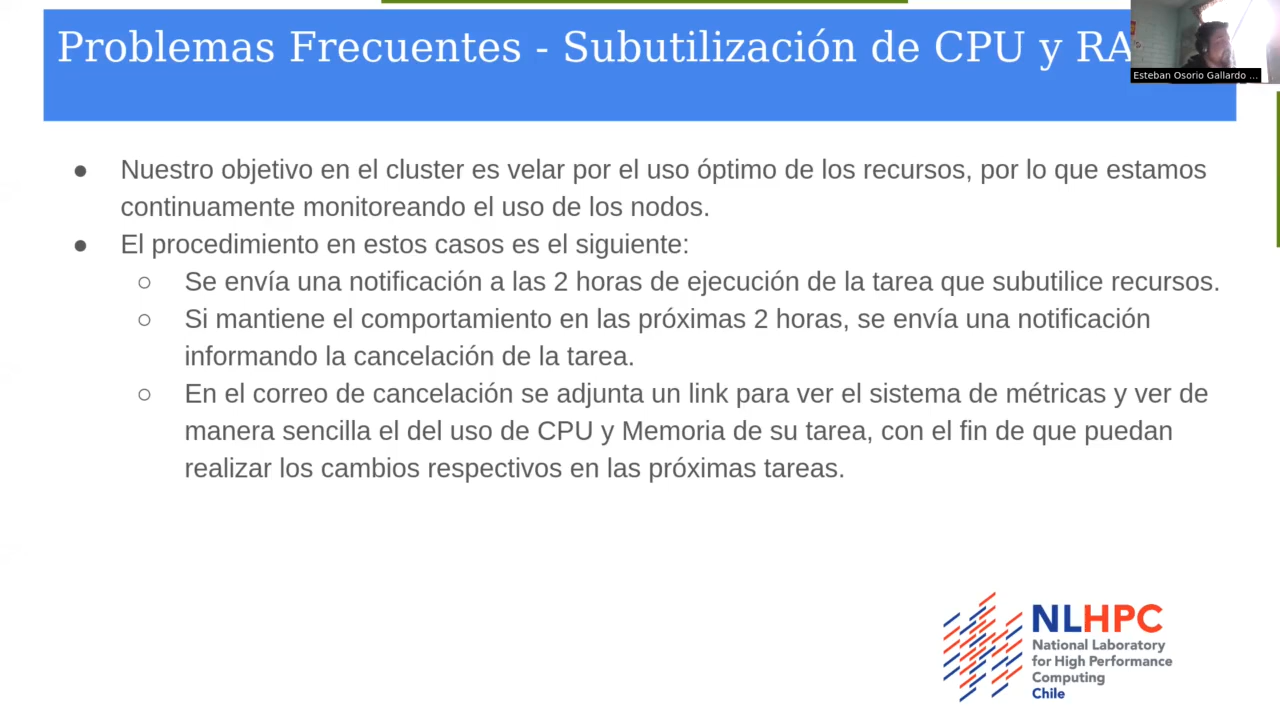 Problemas Frecuentes - Subutilización de CPU y RA
Esteban Osorio Gallardo ...
● Nuestro objetivo en el cluster es velar por el uso óptimo de los recursos, por lo que estamos
continuamente monitoreando el uso de los nodos.
● El procedimiento en estos casos es el siguiente:
○ Se envía una notificación a las 2 horas de ejecución de la tarea que subutilice recursos.
○ Si mantiene el comportamiento en las próximas 2 horas, se envía una notificación
informando la cancelación de la tarea.
○ En el correo de cancelación se adjunta un link para ver el sistema de métricas y ver de
manera sencilla el del uso de CPU y Memoria de su tarea, con el fin de que puedan
realizar los cambios respectivos en las próximas tareas.
NLHPC
National Laboratory
for High Performance
Computing
Chile